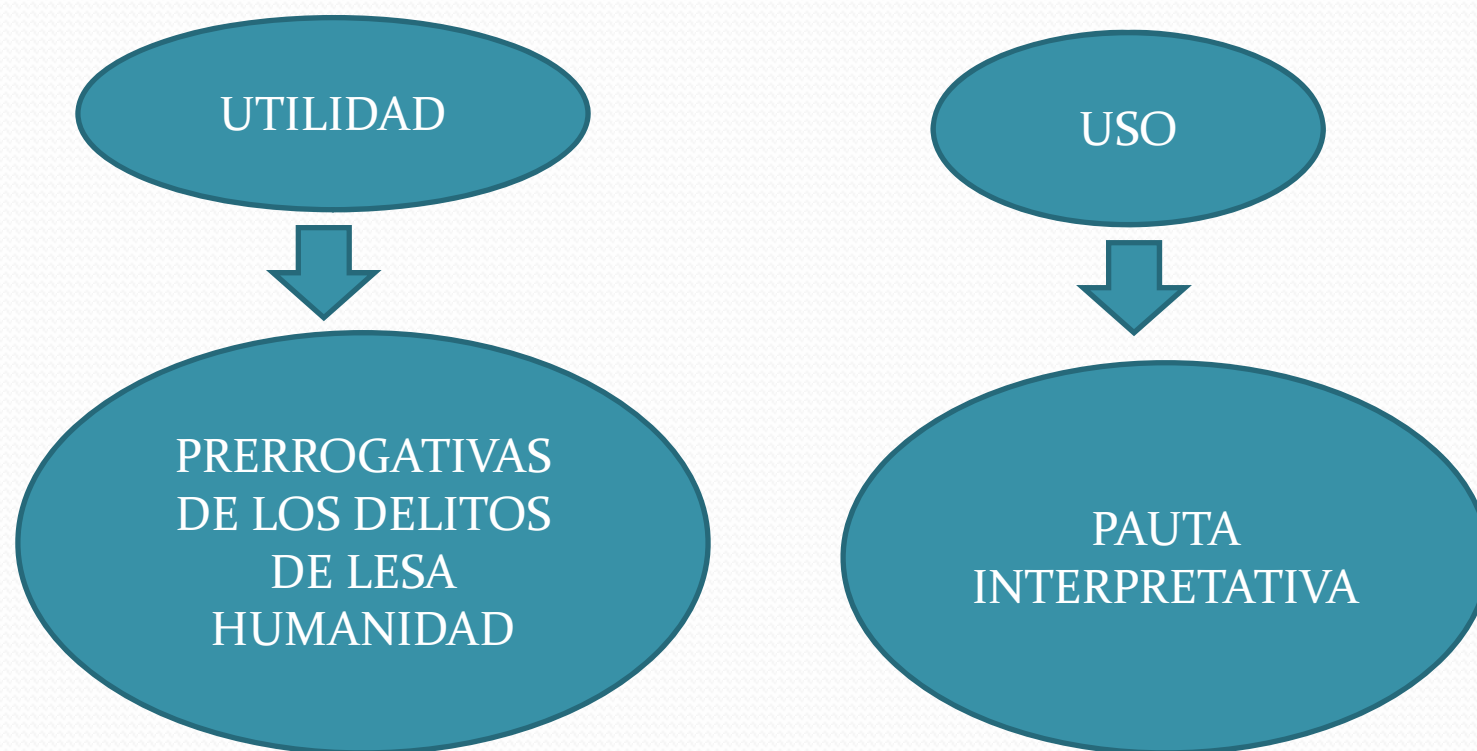 UTILIDAD
PRERROGATIVAS
DE LOS DELITOS
DE LESA
HUMANIDAD
USO
PAUTA
INTERPRETATIVA